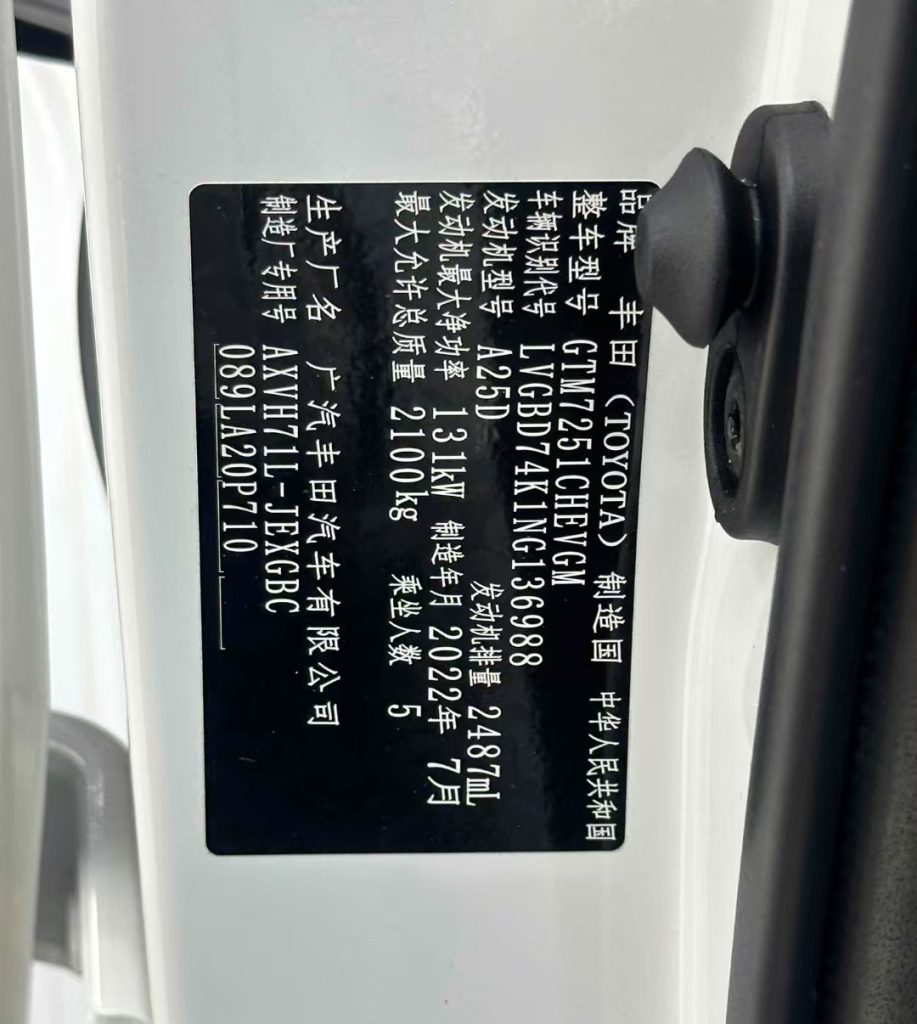 品牌 丰田(TOYOTA) 制造国 中华人民共和国
整车型号 GTM7251CHEVGM
车辆识别代号 LVGBD74K1NG136988
发动机型号 A25D 发动机排量 2487mL
发动机最大净功率 131kW 制造年月 2022年 7月
最大允许总质量 2100kg 乘坐人数 5
生产厂名 广汽丰田汽车有限公司
制造厂专用号 AXVH71L-JEXGBC
089LA20P710